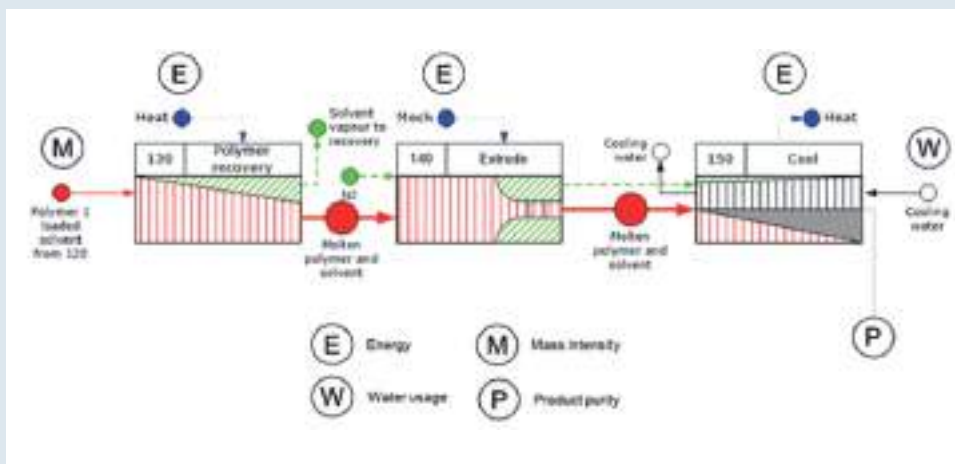 E
E
E
Heat
Solvent
vapour to
recovery
Mech
Heat
M
130
Polymer
recovery
140
Extrude
Cooling
water
150
Cool
W
N2
Polymer 1
loaded
solvent
from 120
Molten
polymer and
solvent
Molten
polymer and
solvent
Cooling
water
P
E Energy
M Mass intensity
W Water usage
P Product purity